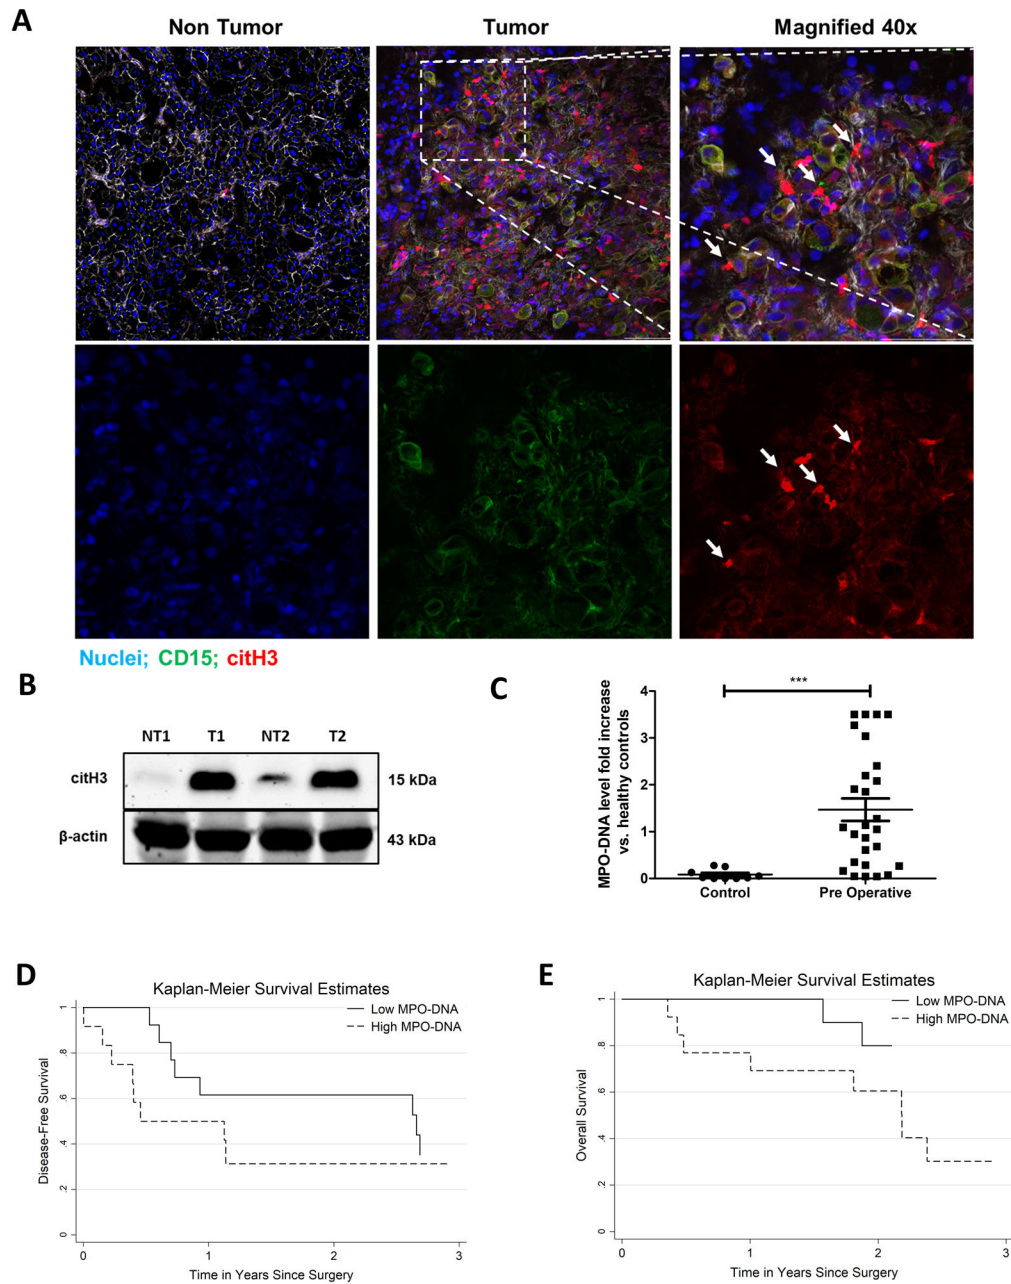 A
Non Tumor
Tumor
Magnified 40x
Nuclei; CD15; citH3
B
NT1 T1 NT2 T2
citH3
15 kDa
β-actin
43 kDa
C
MPO-DNA level fold increase
vs. healthy controls
4
3
2
1
0
***
Control
Pre Operative
D
Kaplan-Meier Survival Estimates
Low MPO-DNA
High MPO-DNA
Disease-Free Survival
1
.8
.6
.4
.2
0
0 1 2 3
Time in Years Since Surgery
E
Kaplan-Meier Survival Estimates
Low MPO-DNA
High MPO-DNA
Overall Survival
1
.8
.6
.4
.2
0
0 1 2 3
Time in Years Since Surgery